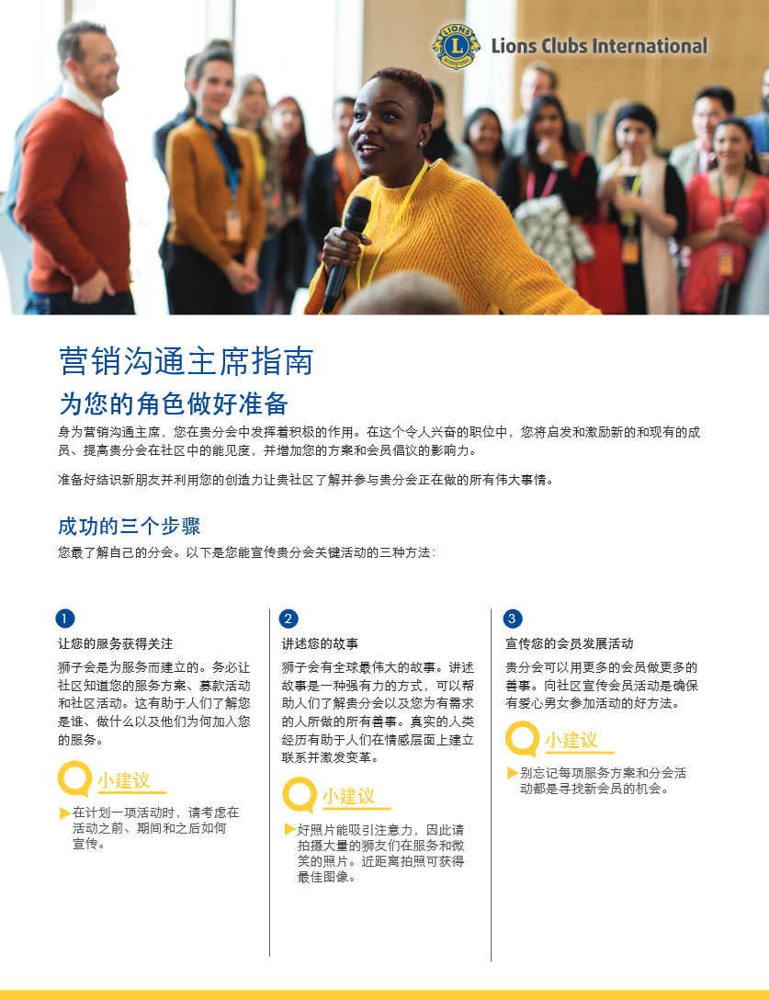 LIONS
L
INTERNATIONAL
Lions Clubs International
营销沟通主席指南
为您的角色做好准备
身为营销沟通主席，您在贵分会中发挥着积极的作用。在这个令人兴奋的职位中，您将启发和激励新的和现有的成
员、提高贵分会在社区中的能见度，并增加您的方案和会员倡议的影响力。
准备好结识新朋友并利用您的创造力让贵社区了解并参与贵分会正在做的所有伟大事情。
成功的三个步骤
您最了解自己的分会。以下是您能宣传贵分会关键活动的三种方法：
1
让您的服务获得关注
狮子会是为服务而建立的。务必让
社区知道您的服务方案、募款活动
和社区活动。这有助于人们了解您
是谁、做什么以及他们为何加入您
的服务。
小建议
在计划一项活动时，请考虑在
活动之前、期间和之后如何
宣传。
2
讲述您的故事
狮子会有全球最伟大的故事。讲述
故事是一种强有力的方式，可以帮
助人们了解贵分会以及您为有需求
的人所做的所有善事。真实的人类
经历有助于人们在情感层面上建立
联系并激发变革。
小建议
好照片能吸引注意力，因此请
拍摄大量的狮友们在服务和微
笑的照片。近距离拍照可获得
最佳图像。
3
宣传您的会员发展活动
贵分会可以用更多的会员做更多的
善事。向社区宣传会员活动是确保
有爱心男女参加活动的好方法。
小建议
别忘记每项服务方案和分会活
动都是寻找新会员的机会。